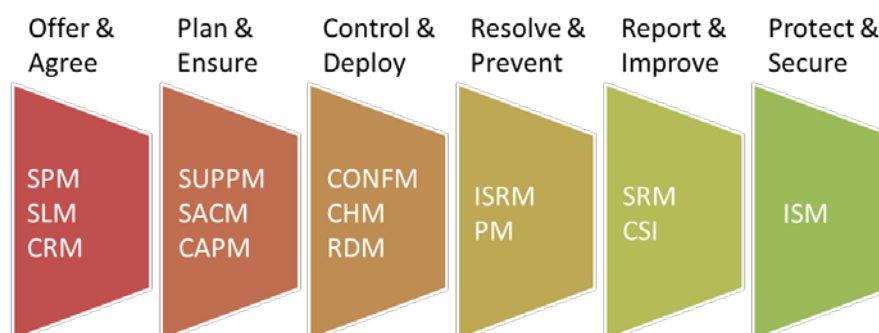 Offer &
Agree
Plan &
Ensure
Control &
Deploy
Resolve &
Prevent
Report &
Improve
Protect &
Secure
SPM
SLM
CRM
SUPPM
SACM
CAPM
CONFM
CHM
RDM
ISRM
PM
SRM
CSI
ISM